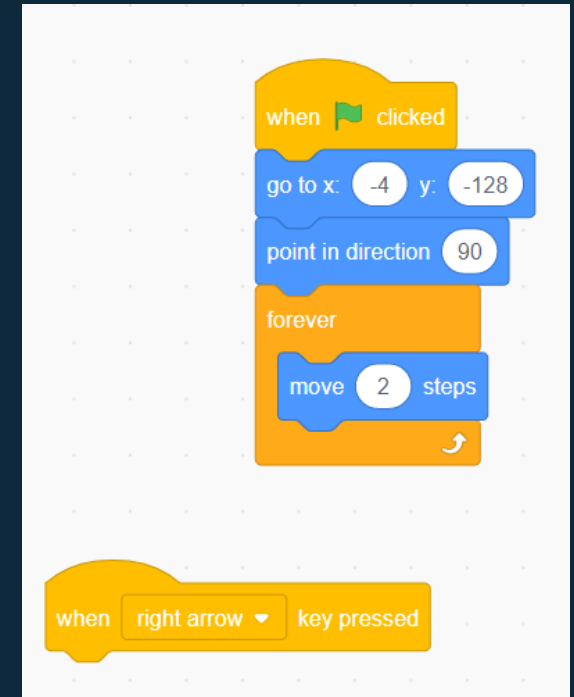 when clicked
go to x: -4 y: -128
point in direction 90
forever
move 2 steps
when right arrow key pressed